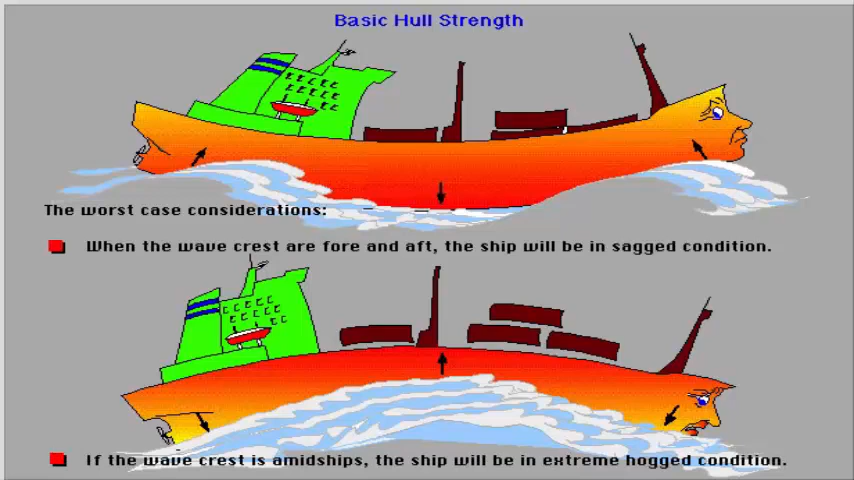 Basic Hull Strength
The worst case considerations:
When the wave crest are fore and aft, the ship will be in sagged condition.
If the wave crest is amidships, the ship will be in extreme hogged condition.